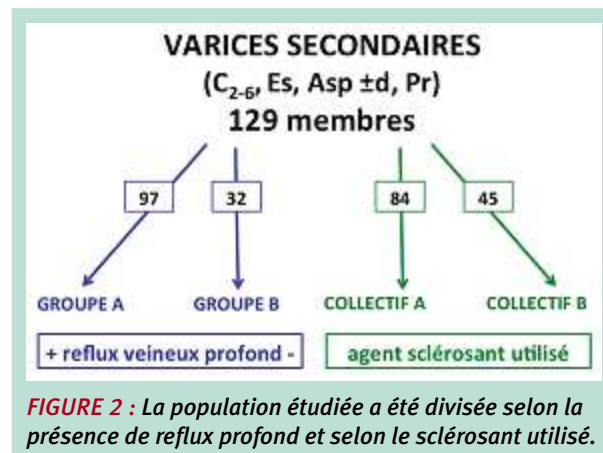 VARICES SECONDAIRES
(C2-6, Es, Asp ±d, Pr)
129 membres
97 32 84 45
GROUPE A GROUPE B COLLECTIF A COLLECTIF B
+ reflux veineux profond - agent sclérosant utilisé
FIGURE 2 : La population étudiée a été divisée selon la
présence de reflux profond et selon le sclérosant utilisé.